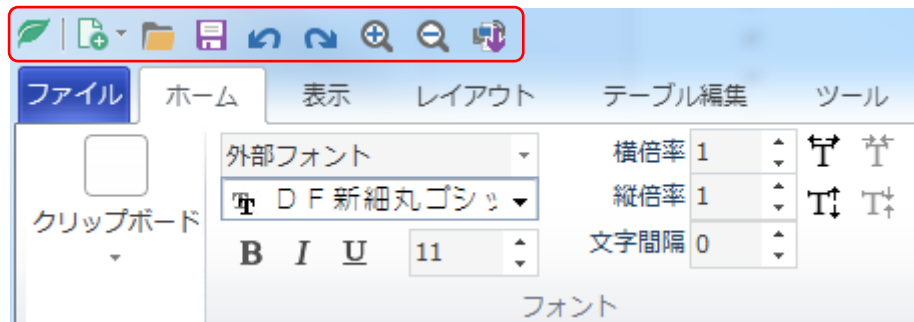 ファイル ホーム 表示 レイアウト テーブル編集 ツール
外部フォント 横倍率 1
DF新細丸ゴシッ 縦倍率 1
クリップボード
B I U 11 文字間隔 0
フォント